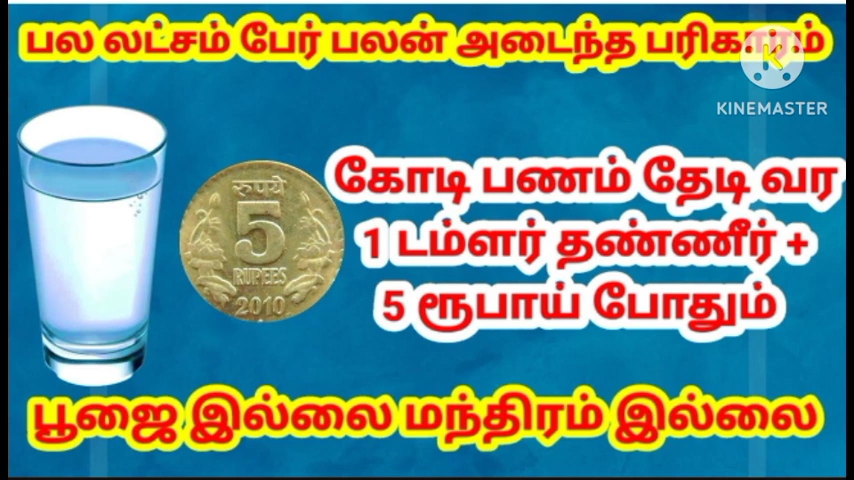 பல லட்சம் பேர் பலன் அடைந்த பரிகாரம்
KINEMASTER
கோடி பணம் தேடி வர
1 டம்ளர் தண்ணீர் +
5 ரூபாய் போதும்
रुपये
5
RUPEES
2010
பூஜை இல்லை மந்திரம் இல்லை